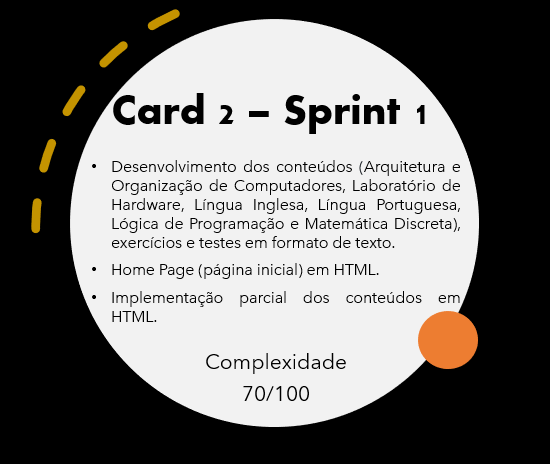 Card 2 – Sprint 1
• Desenvolvimento dos conteúdos (Arquitetura e
Organização de Computadores, Laboratório de
Hardware, Língua Inglesa, Língua Portuguesa,
Lógica de Programação e Matemática Discreta),
exercícios e testes em formato de texto.
• Home Page (página inicial) em HTML.
• Implementação parcial dos conteúdos em
HTML.
Complexidade
70/100